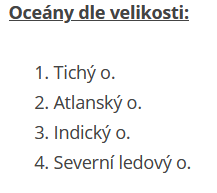 Oceány dle velikosti:
1. Tichý o.
2. Atlanský o.
3. Indický o.
4. Severní ledový o.